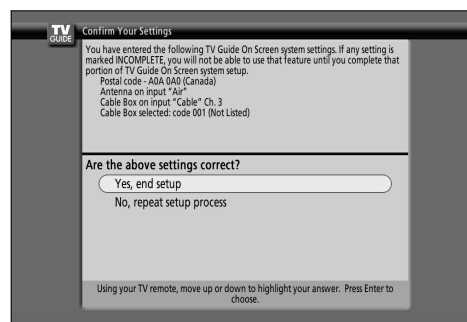 TV
GUIDE
Confirm Your Settings
You have entered the following TV Guide On Screen system settings. If any setting is
marked INCOMPLETE, you will not be able to use that feature until you complete that
portion of TV Guide On Screen system setup.
Postal code - A0A 0A0 (Canada)
Antenna on input "Air"
Cable Box on input "Cable" Ch. 3
Cable Box selected: code 001 (Not Listed)
Are the above settings correct?
Yes, end setup
No, repeat setup process
Using your TV remote, move up or down to highlight your answer. Press Enter to
choose.